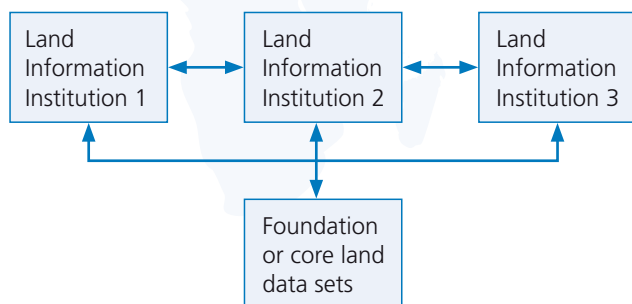 Land
Information
Institution 1
Land
Information
Institution 2
Land
Information
Institution 3
Foundation
or core land
data sets